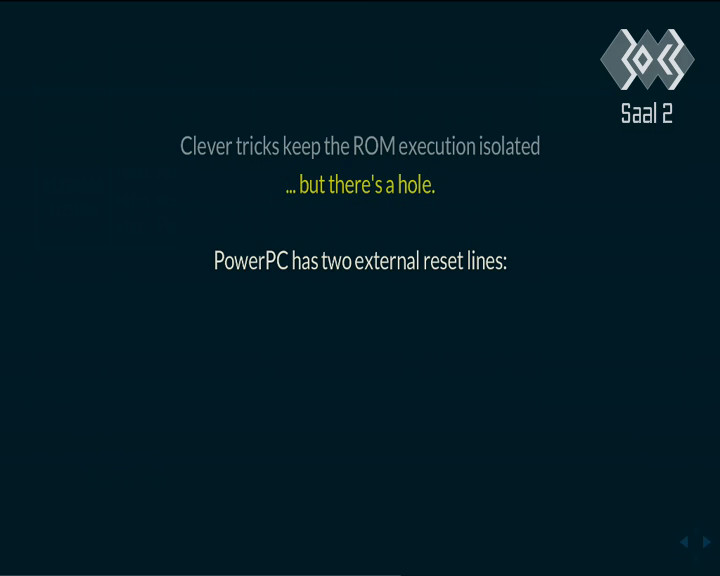 Saal 2
Clever tricks keep the ROM execution isolated
... but there's a hole.
PowerPC has two external reset lines: